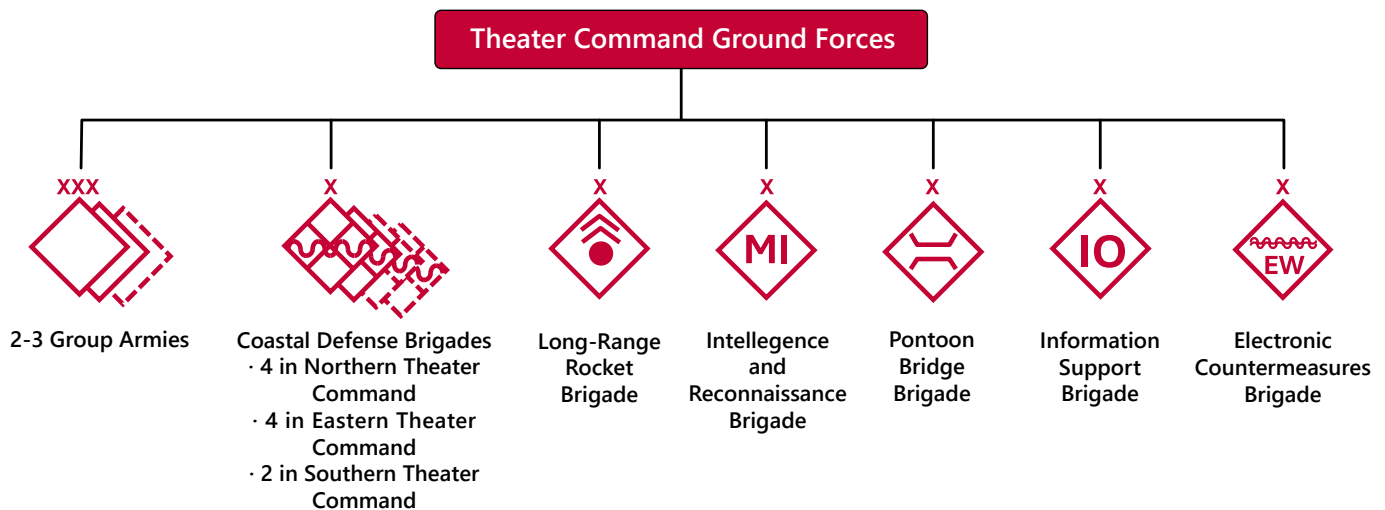 Theater Command Ground Forces
XXX
X
X
X
X
X
X
MI
IO
EW
2-3 Group Armies
Coastal Defense Brigades
· 4 in Northern Theater
Command
· 4 in Eastern Theater
Command
· 2 in Southern Theater
Command
Long-Range
Rocket
Brigade
Intellegence
and
Reconnaissance
Brigade
Pontoon
Bridge
Brigade
Information
Support
Brigade
Electronic
Countermeasures
Brigade